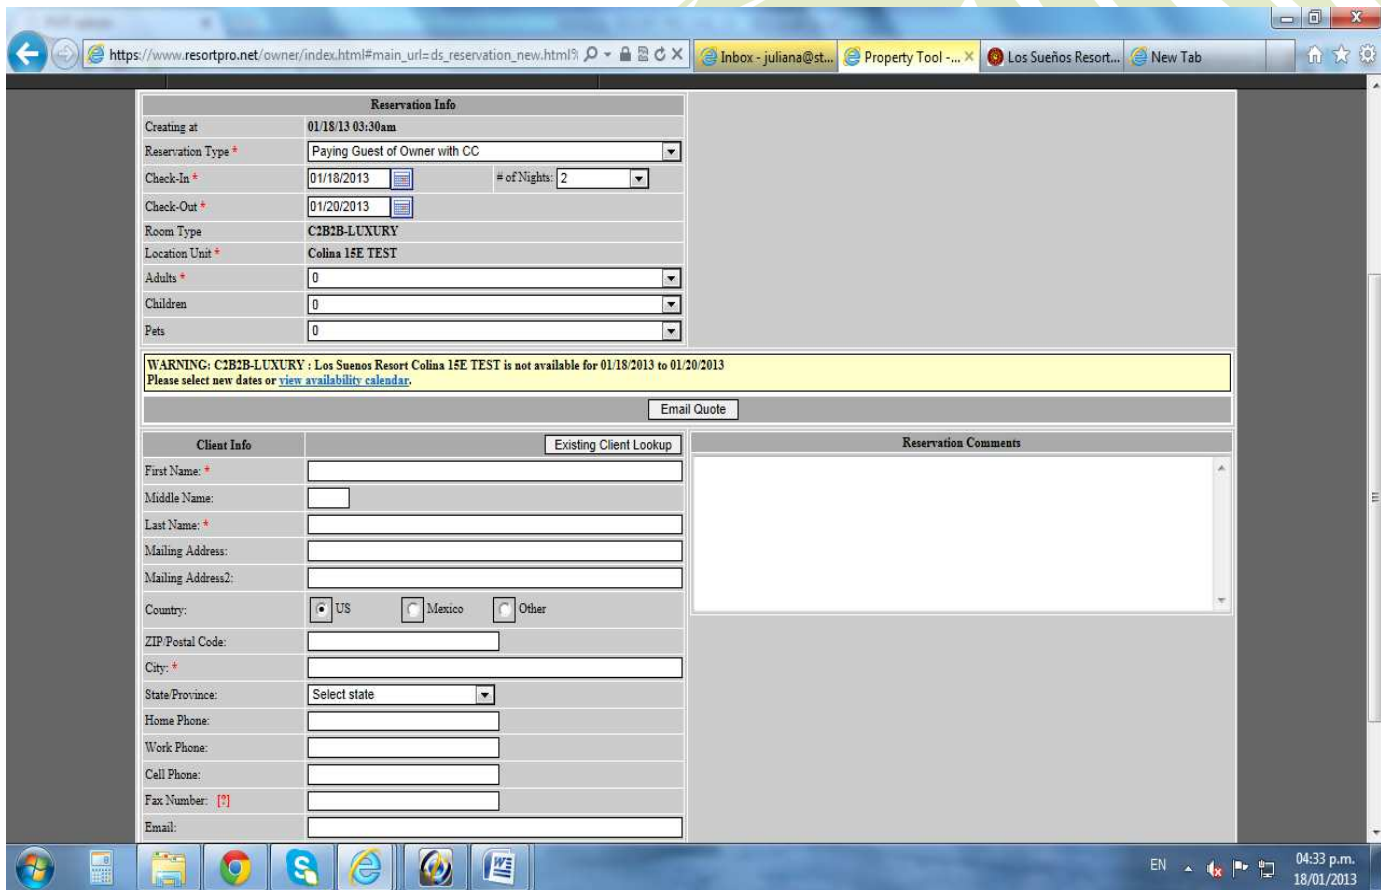 https://www.resortpro.net/owner/index.html#main_url=ds_reservation_new.html?
Inbox - juliana@st...
Property Tool -...
Los Sueños Resort...
New Tab
Reservation Info
Creating at 01/18/13 03:30am
Reservation Type * Paying Guest of Owner with CC
Check-In * 01/18/2013 # of Nights: 2
Check-Out * 01/20/2013
Room Type C2B2B-LUXURY
Location Unit * Colina 15E TEST
Adults * 0
Children 0
Pets 0
WARNING: C2B2B-LUXURY : Los Suenos Resort Colina 15E TEST is not available for 01/18/2013 to 01/20/2013
Please select new dates or view availability calendar.
Email Quote
Client Info Existing Client Lookup Reservation Comments
First Name: *
Middle Name:
Last Name: *
Mailing Address:
Mailing Address2:
Country: US Mexico Other
ZIP/Postal Code:
City: *
State/Province: Select state
Home Phone:
Work Phone:
Cell Phone:
Fax Number: [?]
Email:
EN 04:33 p.m.
18/01/2013